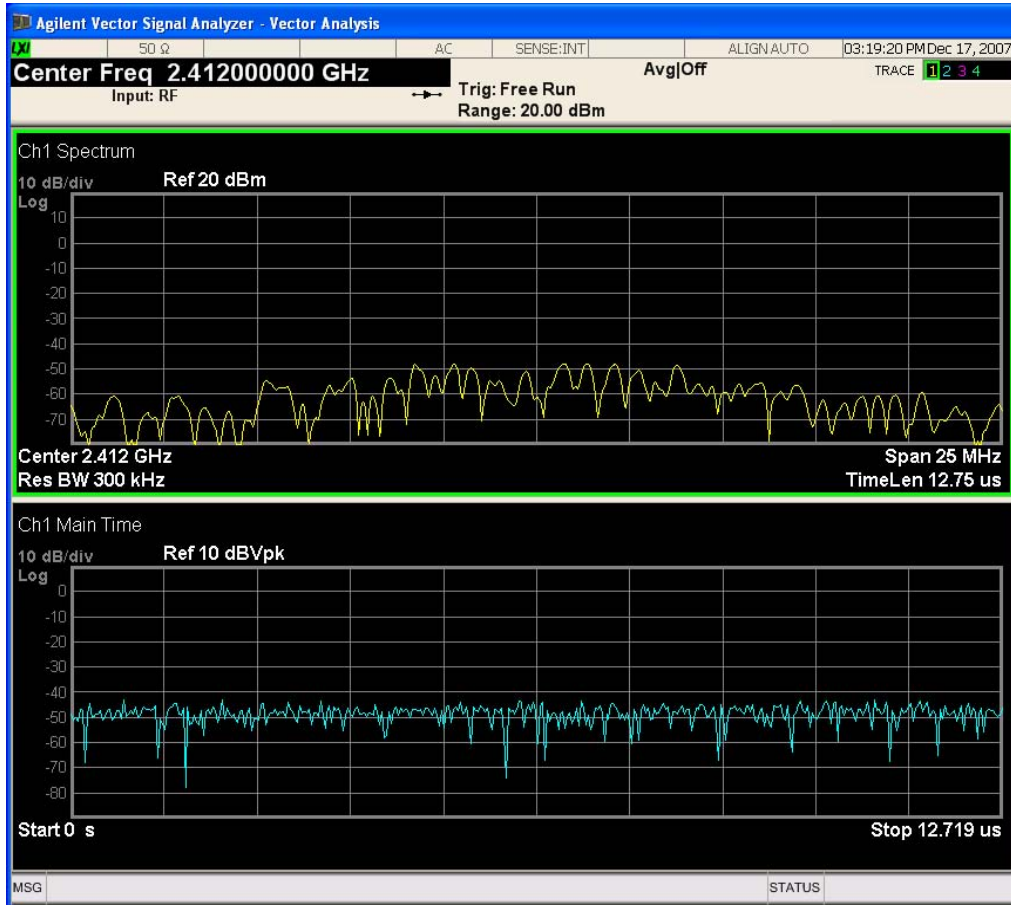 Agilent Vector Signal Analyzer - Vector Analysis
LXI 50 Ω AC SENSE:INT ALIGN AUTO 03:19:20 PM Dec 17, 2007
Center Freq 2.412000000 GHz Avg|Off TRACE 1 2 3 4
Input: RF Trig: Free Run
Range: 20.00 dBm
Ch1 Spectrum
10 dB/div Ref 20 dBm
Log
10
0
-10
-20
-30
-40
-50
-60
-70
Center 2.412 GHz Span 25 MHz
Res BW 300 kHz TimeLen 12.75 us
Ch1 Main Time
10 dB/div Ref 10 dBVpk
Log
0
-10
-20
-30
-40
-50
-60
-70
-80
Start 0 s Stop 12.719 us
MSG STATUS